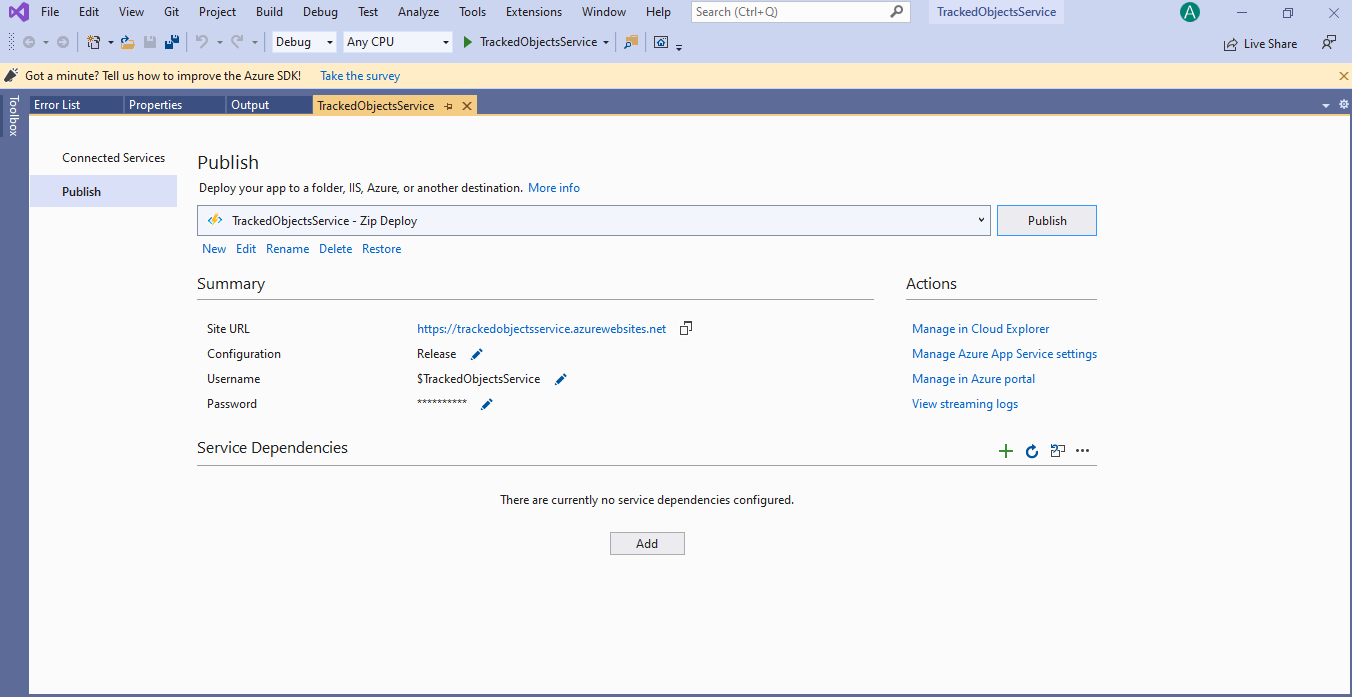 File Edit View Git Project Build Debug Test Analyze Tools Extensions Window Help Search (Ctrl+Q) TrackedObjectsService A
Debug Any CPU TrackedObjectsService Live Share
Got a minute? Tell us how to improve the Azure SDK! Take the survey
Toolbox
Error List Properties Output TrackedObjectsService
Connected Services
Publish
Publish
Deploy your app to a folder, IIS, Azure, or another destination. More info
TrackedObjectsService - Zip Deploy Publish
New Edit Rename Delete Restore
Summary
Site URL https://trackedobjectsservice.azurewebsites.net
Configuration Release
Username $TrackedObjectsService
Password **********
Actions
Manage in Cloud Explorer
Manage Azure App Service settings
Manage in Azure portal
View streaming logs
Service Dependencies
There are currently no service dependencies configured.
Add